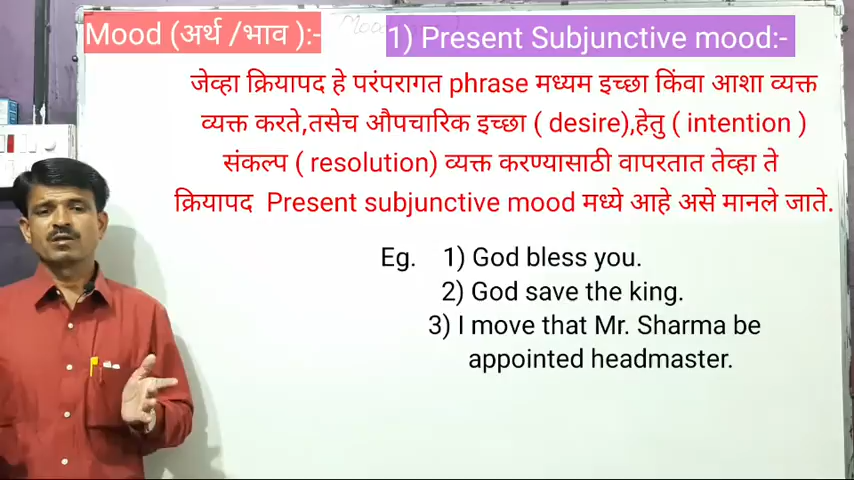 Mood (अर्थ /भाव ):-
1) Present Subjunctive mood:-
जेव्हा क्रियापद हे परंपरागत phrase मध्यम इच्छा किंवा आशा व्यक्त
व्यक्त करते,तसेच औपचारिक इच्छा ( desire),हेतु ( intention )
संकल्प ( resolution) व्यक्त करण्यासाठी वापरतात तेव्हा ते
क्रियापद Present subjunctive mood मध्ये आहे असे मानले जाते.
Eg. 1) God bless you.
2) God save the king.
3) I move that Mr. Sharma be
appointed headmaster.